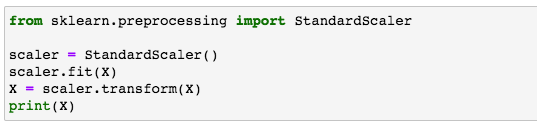 from sklearn.preprocessing import StandardScaler
scaler = StandardScaler()
scaler.fit(X)
X = scaler.transform(X)
print(X)